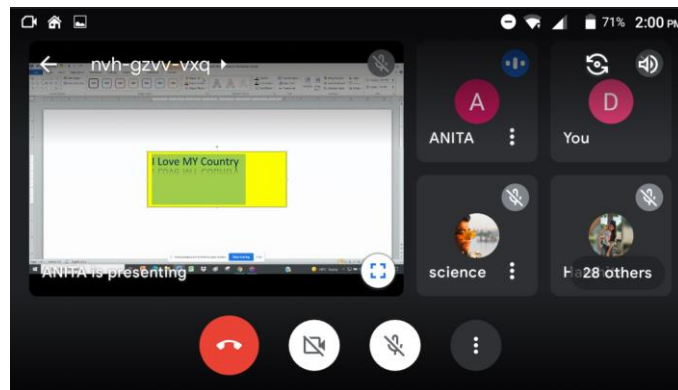 71% 2:00 PM
nvh-gzvv-vxq
I Love MY Country
ANITA is presenting
A
ANITA
D
You
science
28 others